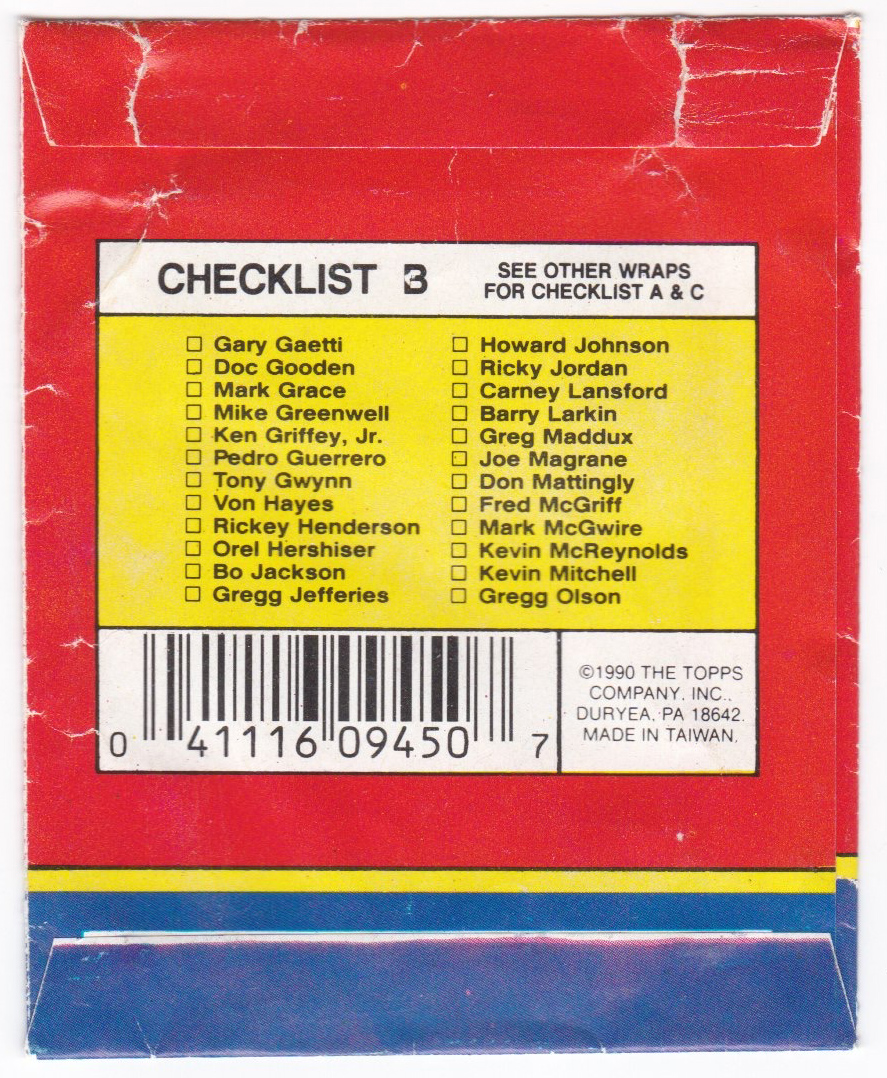 CHECKLIST B
SEE OTHER WRAPS
FOR CHECKLIST A & C
Gary Gaetti
Doc Gooden
Mark Grace
Mike Greenwell
Ken Griffey, Jr.
Pedro Guerrero
Tony Gwynn
Von Hayes
Rickey Henderson
Orel Hershiser
Bo Jackson
Gregg Jefferies
Howard Johnson
Ricky Jordan
Carney Lansford
Barry Larkin
Greg Maddux
Joe Magrane
Don Mattingly
Fred McGriff
Mark McGwire
Kevin McReynolds
Kevin Mitchell
Gregg Olson
0 41116 09450 7
©1990 THE TOPPS
COMPANY, INC.,
DURYEA, PA 18642.
MADE IN TAIWAN.